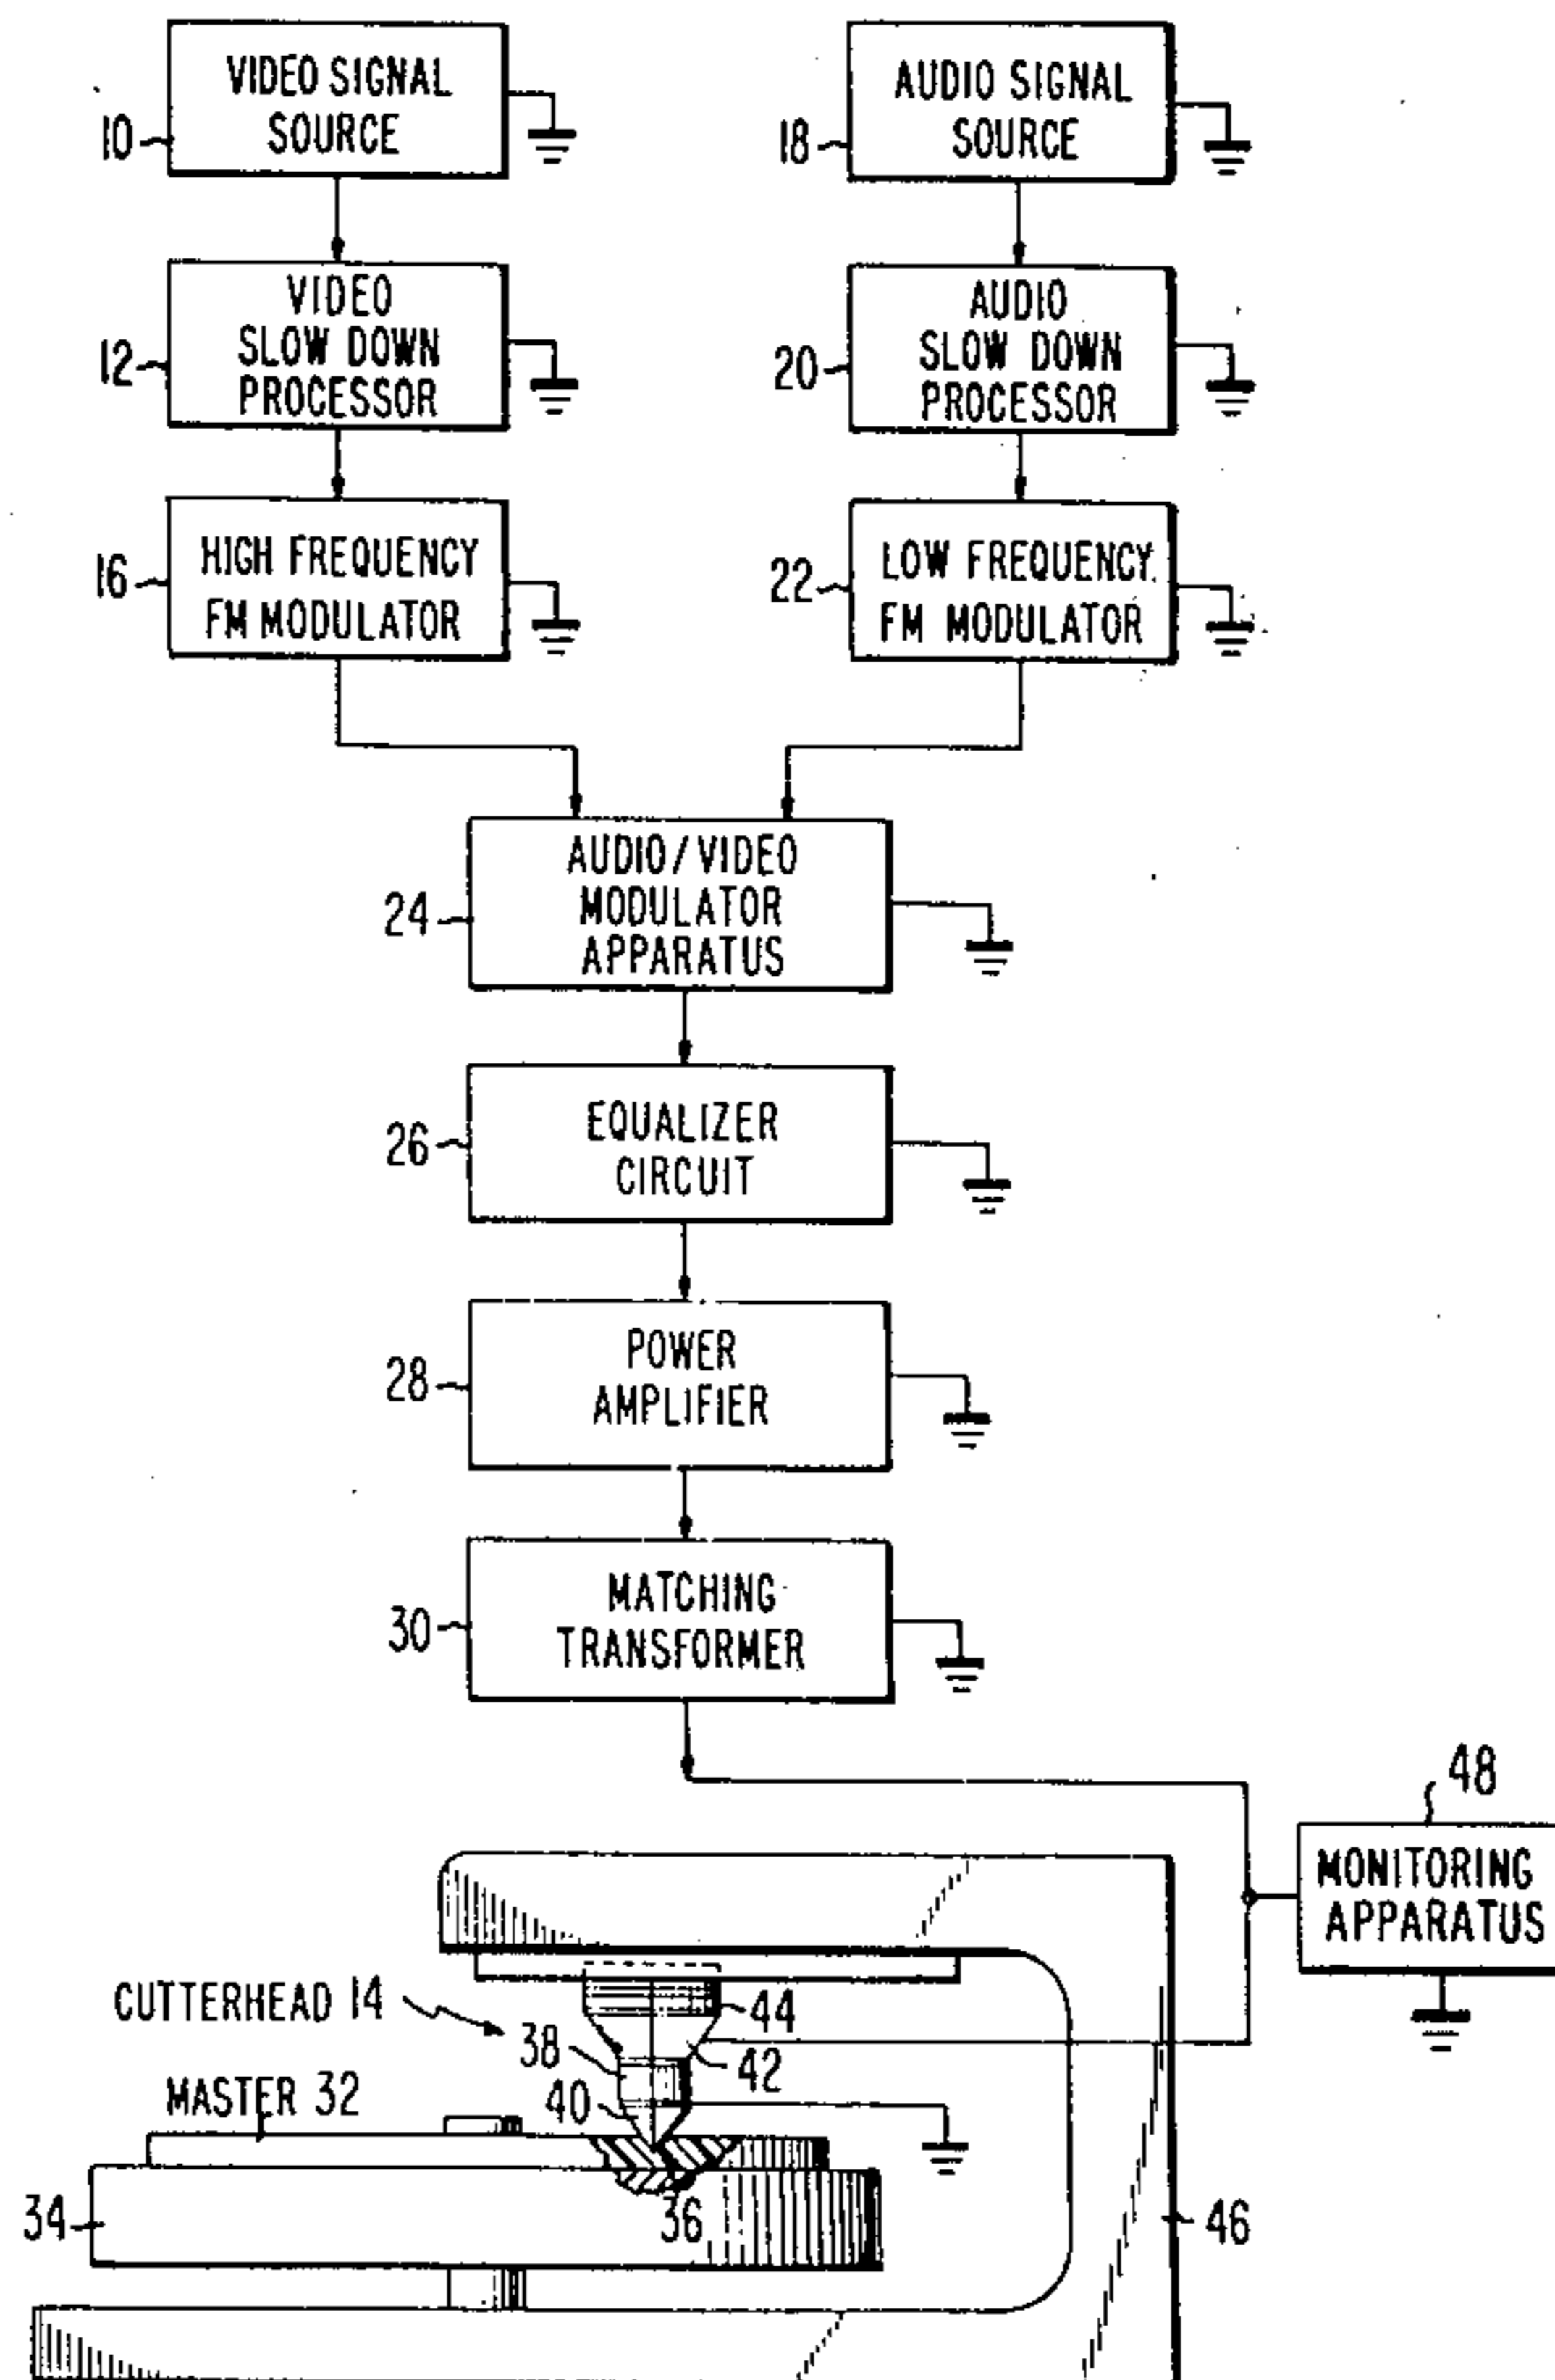 VIDEO SIGNAL
SOURCE
10
AUDIO SIGNAL
SOURCE
18
VIDEO
SLOW DOWN
PROCESSOR
12
AUDIO
SLOW DOWN
PROCESSOR
20
HIGH FREQUENCY
FM MODULATOR
16
LOW FREQUENCY
FM MODULATOR
22
AUDIO/VIDEO
MODULATOR
APPARATUS
24
EQUALIZER
CIRCUIT
26
POWER
AMPLIFIER
28
MATCHING
TRANSFORMER
30
48
MONITORING
APPARATUS
CUTTERHEAD 14
44
38
42
40
MASTER 32
36
34
46